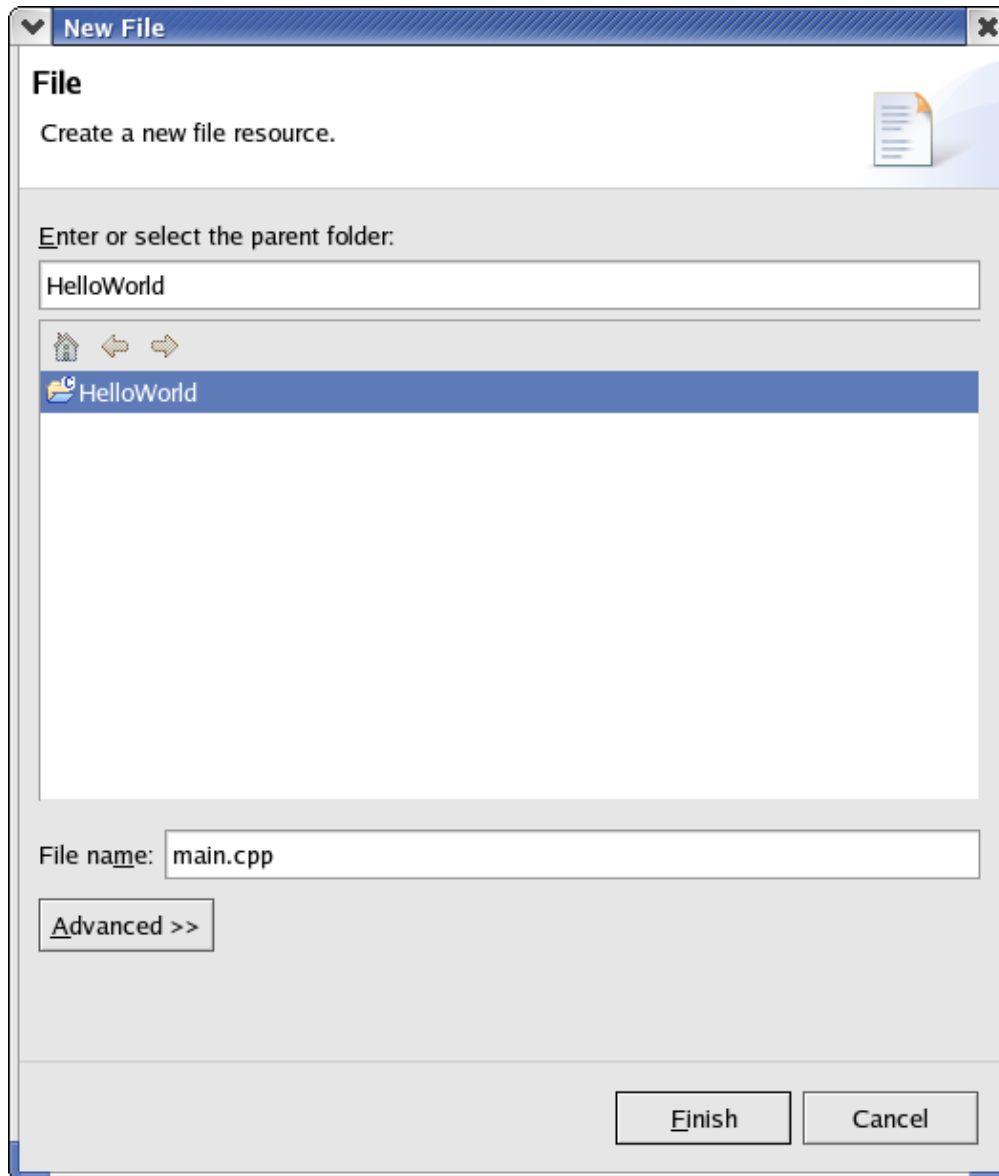 New File
File
Create a new file resource.
Enter or select the parent folder:
HelloWorld
HelloWorld
File name: main.cpp
Advanced >>
Finish Cancel